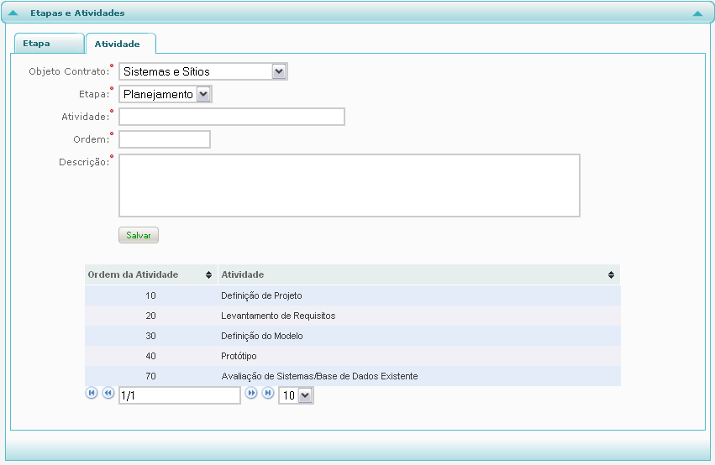 Etapas e Atividades
Etapa Atividade
Objeto Contrato:* Sistemas e Sítios
Etapa:* Planejamento
Atividade:*
Ordem:*
Descrição:*
Salvar
Ordem da Atividade Atividade
10 Definição de Projeto
20 Levantamento de Requisitos
30 Definição do Modelo
40 Protótipo
70 Avaliação de Sistemas/Base de Dados Existente
1/1 10